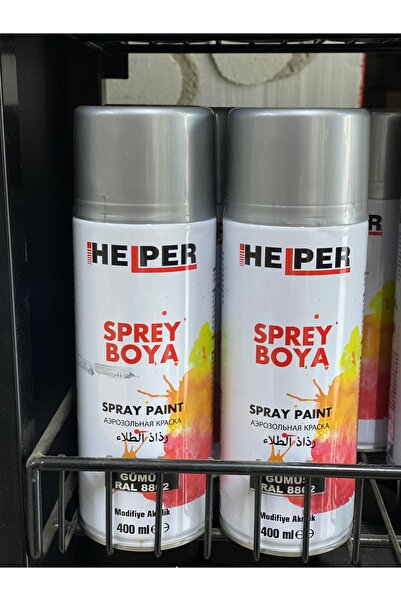 HELPER
SPREY
BOYA
SPRAY PAINT
АЭРОЗОЛЬНАЯ КРАСКА
رذاذ الطلاء
GÜMÜŞ
RAL 8802
Modifiye Akrilik
400 ml ℮℮
HELPER
SPREY
BOYA
SPRAY PAINT
АЭРОЗОЛЬНАЯ КРАСКА
رذاذ الطلاء
GÜMÜŞ
RAL 8802
Modifiye Akrilik
400 ml ℮℮